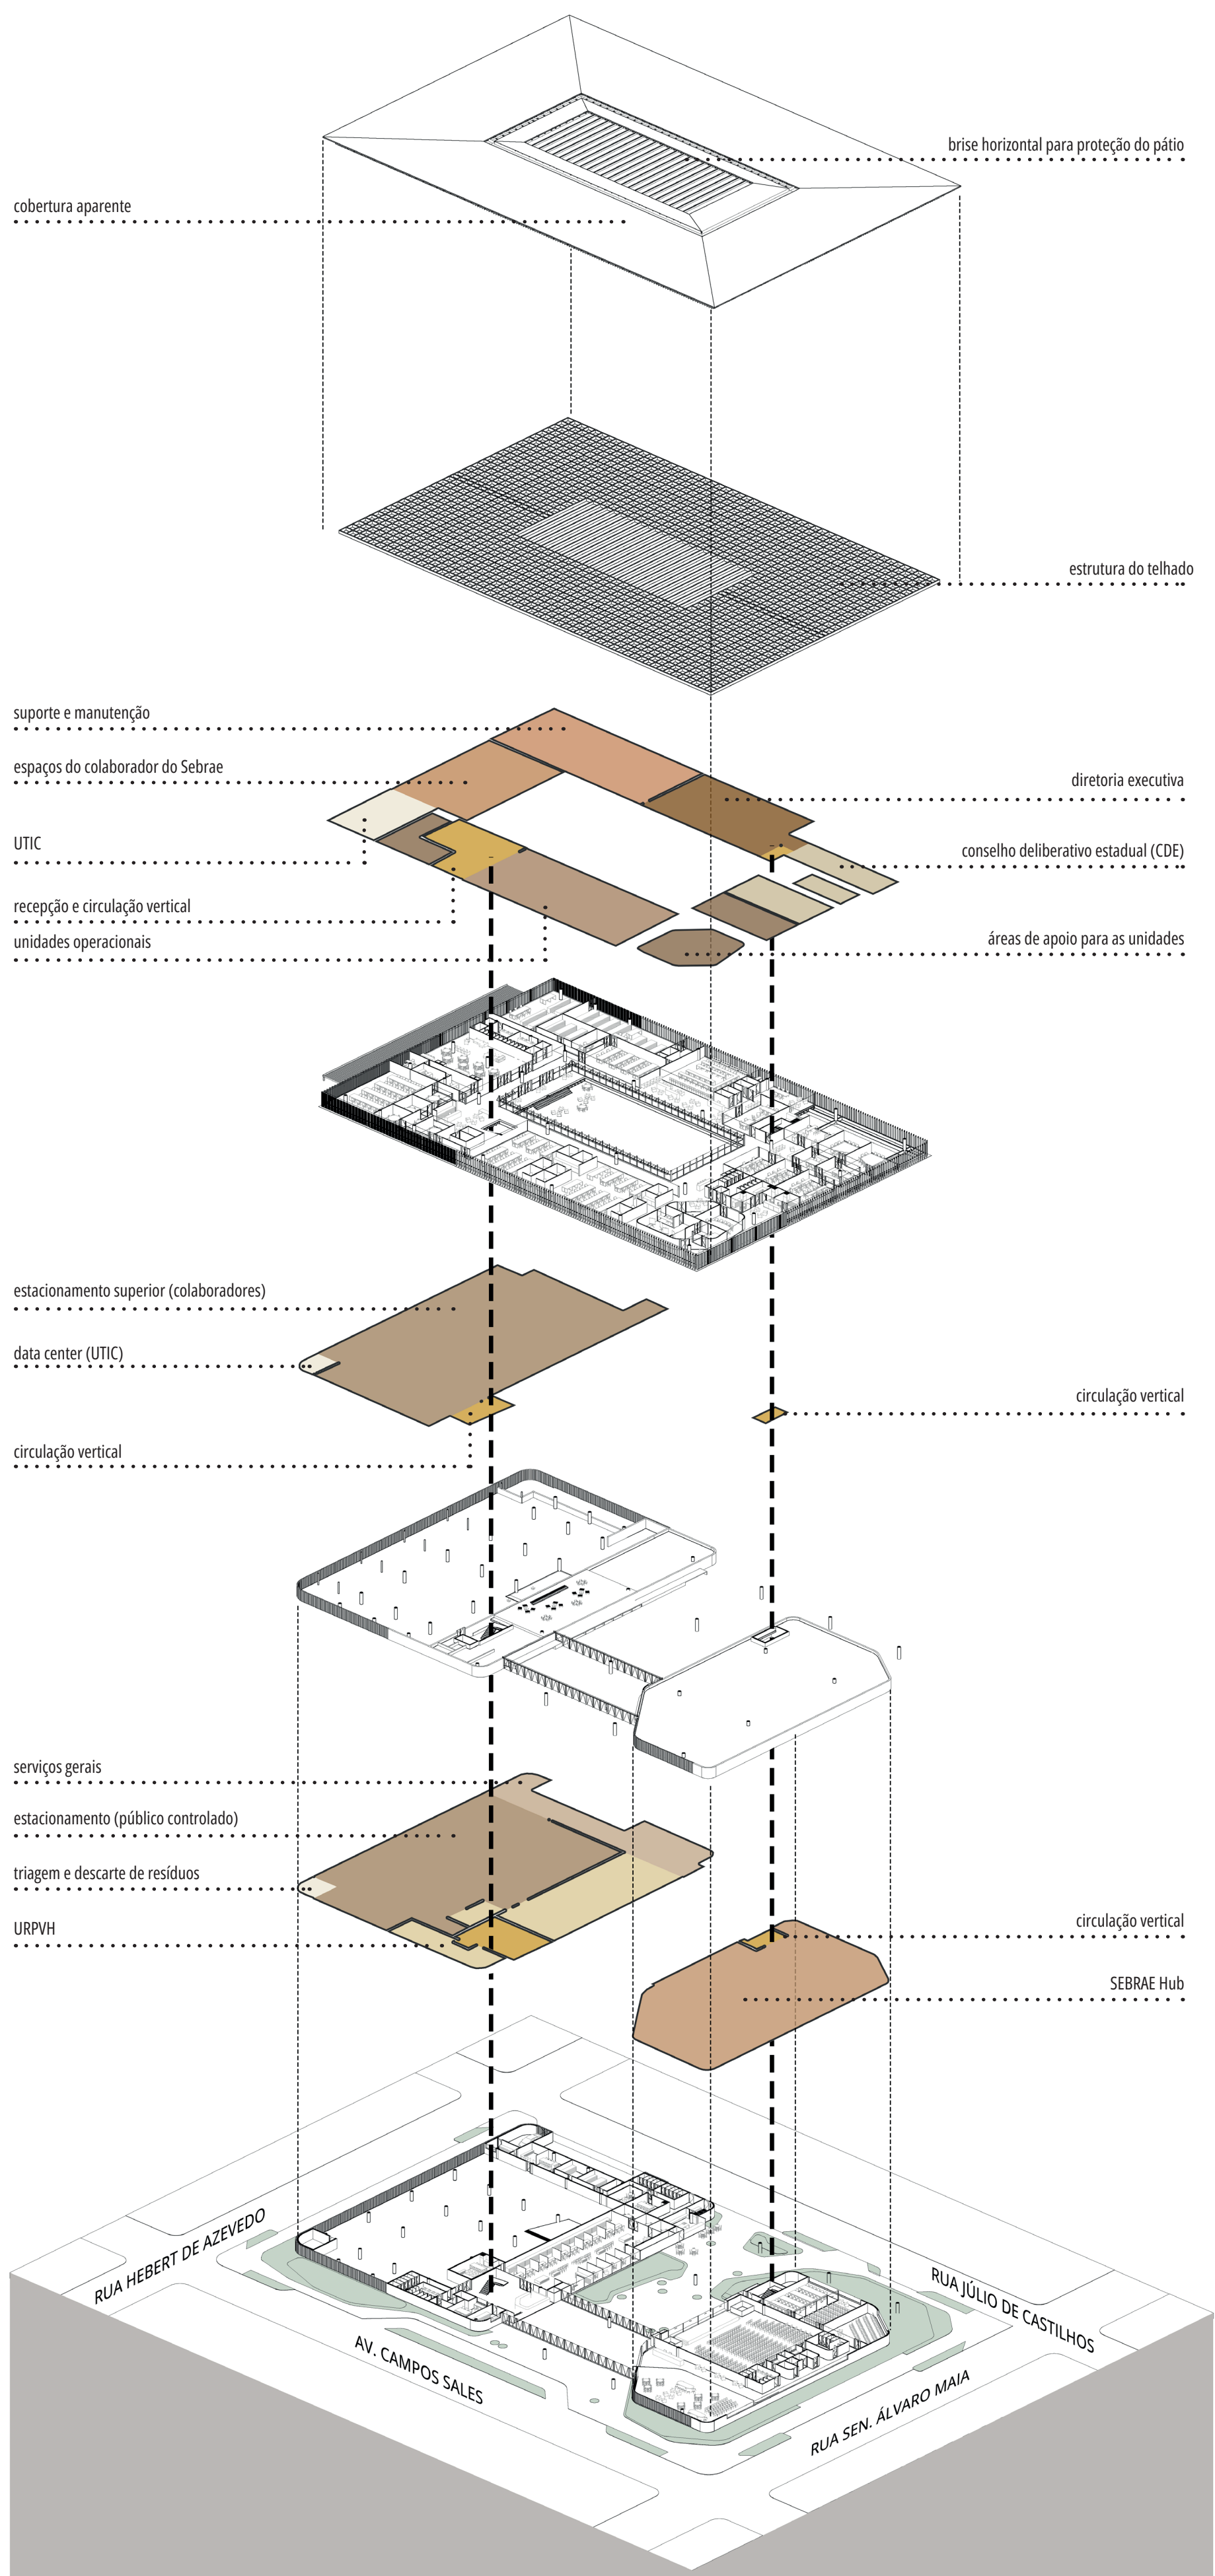 brise horizontal para proteção do pátio
cobertura aparente
estrutura do telhado
suporte e manutenção
espaços do colaborador do Sebrae
diretoria executiva
UTIC
conselho deliberativo estadual (CDE)
recepção e circulação vertical
unidades operacionais
áreas de apoio para as unidades
estacionamento superior (colaboradores)
data center (UTIC)
circulação vertical
circulação vertical
serviços gerais
estacionamento (público controlado)
triagem e descarte de resíduos
URPVH
circulação vertical
SEBRAE Hub
RUA HEBERT DE AZEVEDO
RUA JÚLIO DE CASTILHOS
AV. CAMPOS SALES
RUA SEN. ÁLVARO MAIA